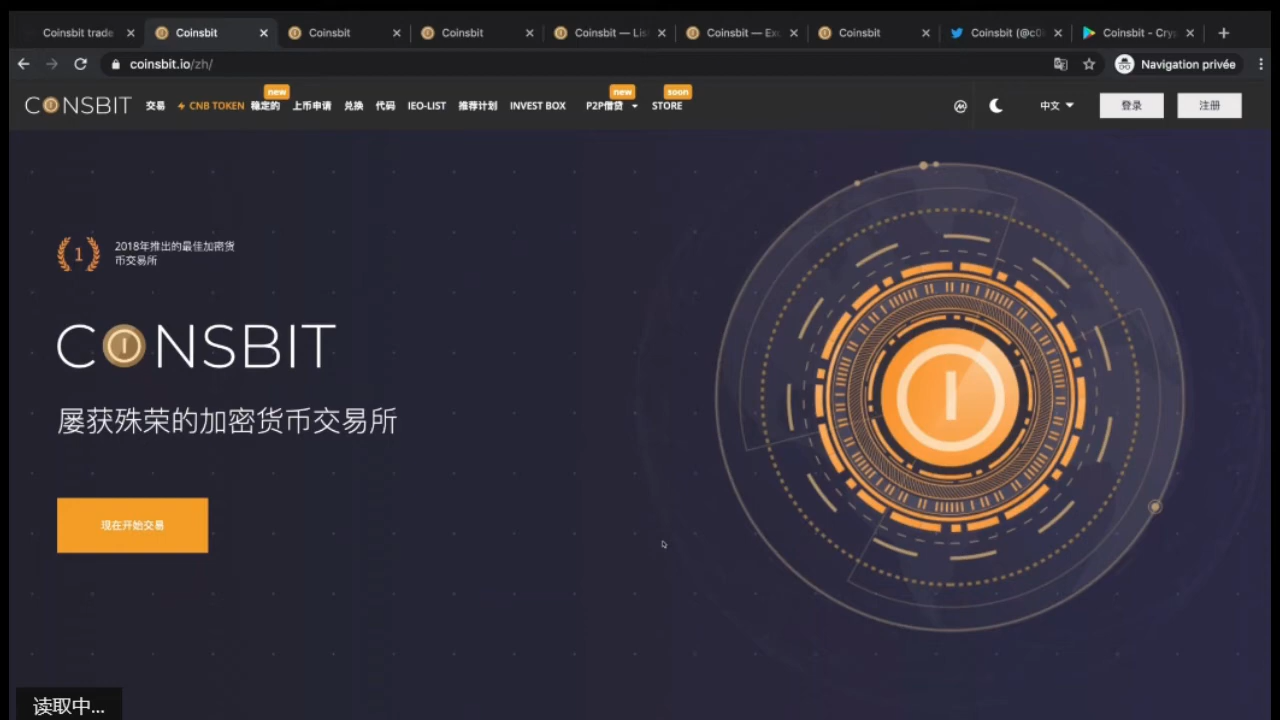 Coinsbit trade
Coinsbit
Coinsbit
Coinsbit
Coinsbit — Lis
Coinsbit — Ex
Coinsbit
Coinsbit (@c0
Coinsbit - Cry
coinsbit.io/zh/
Navigation privée
new
new
soon
CONSBIT
交易
CNB TOKEN
稳定的
上币申请
兑换
代码
IEO-LIST
推荐计划
INVEST BOX
P2P借贷
STORE
中文
登录
注册
1
2018年推出的最佳加密货
币交易所
CONSBIT
屡获殊荣的加密货币交易所
现在开始交易
读取中...